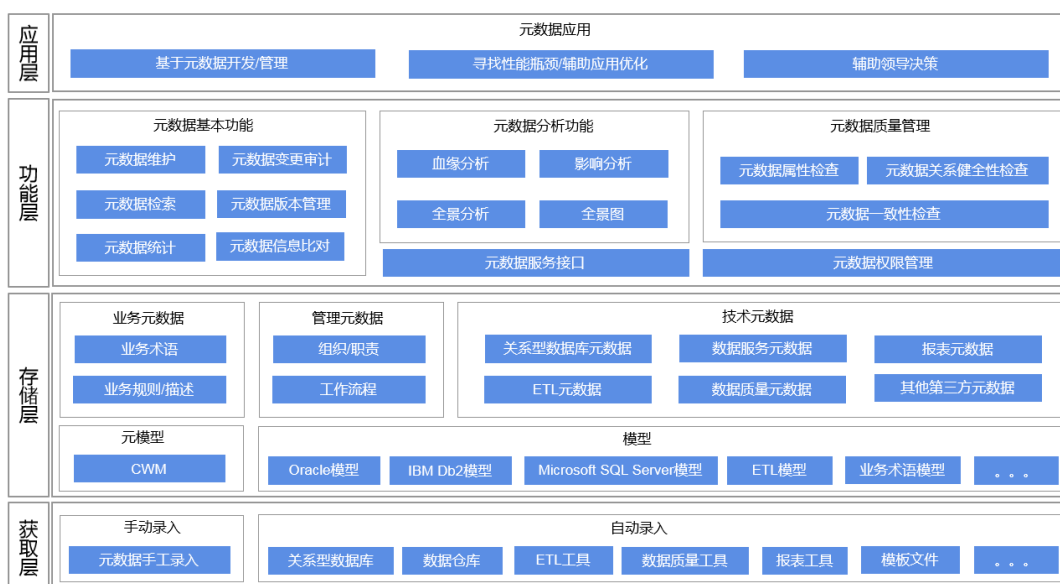 应用层
元数据应用
基于元数据开发/管理
寻找性能瓶颈/辅助应用优化
辅助领导决策
功能层
元数据基本功能
元数据维护
元数据变更审计
元数据检索
元数据版本管理
元数据统计
元数据信息比对
元数据分析功能
血缘分析
影响分析
全景分析
全景图
元数据服务接口
元数据质量管理
元数据属性检查
元数据关系健全性检查
元数据一致性检查
元数据权限管理
存储层
业务元数据
业务术语
业务规则/描述
管理元数据
组织/职责
工作流程
技术元数据
关系型数据库元数据
数据服务元数据
报表元数据
ETL元数据
数据质量元数据
其他第三方元数据
元模型
CWM
模型
Oracle模型
IBM Db2模型
Microsoft SQL Server模型
ETL模型
业务术语模型
。。。
获取层
手动录入
元数据手工录入
自动录入
关系型数据库
数据仓库
ETL工具
数据质量工具
报表工具
模板文件
。。。